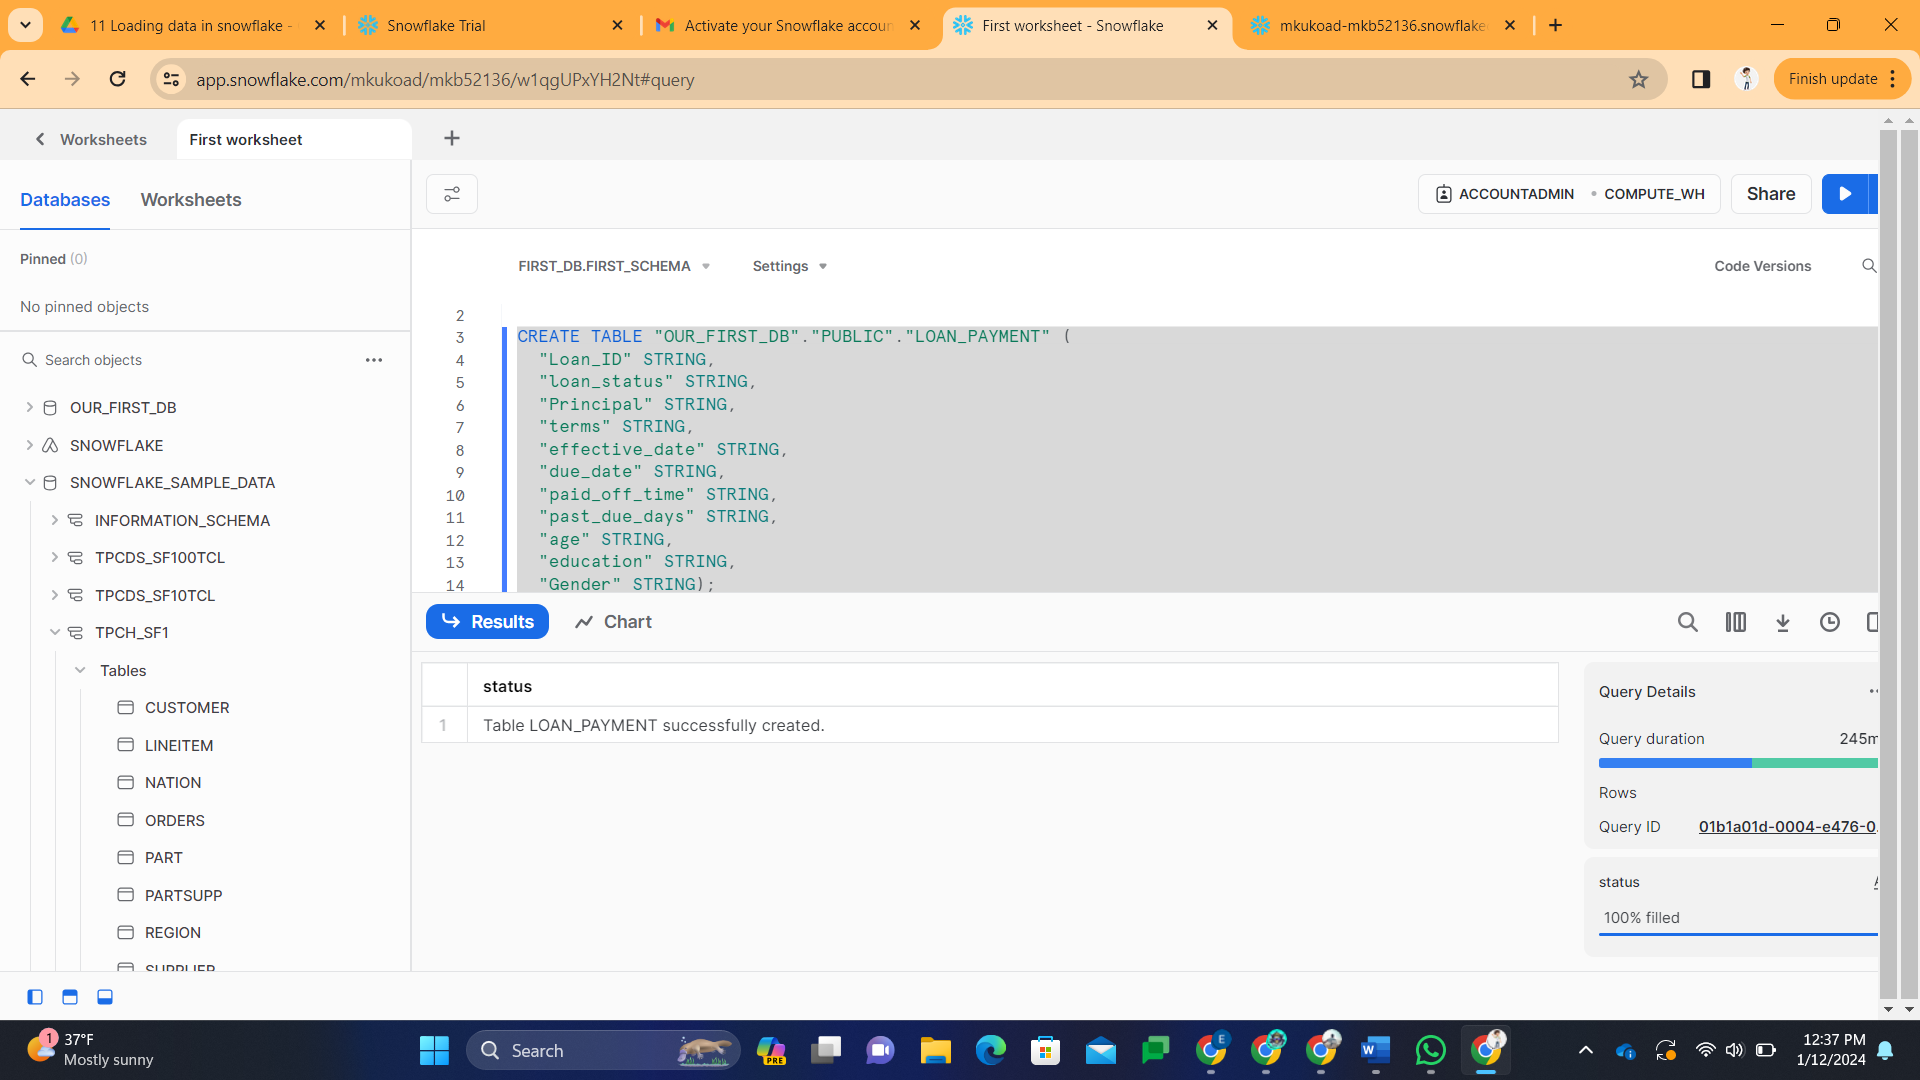 11 Loading data in snowflake -
Snowflake Trial
Activate your Snowflake accoun
First worksheet - Snowflake
mkukoad-mkb52136.snowflake
app.snowflake.com/mkukoad/mkb52136/w1qgUPxYH2Nt#query
Finish update
Worksheets
First worksheet
Databases
Worksheets
ACCOUNTADMIN
COMPUTE_WH
Share
Pinned (0)
No pinned objects
FIRST_DB.FIRST_SCHEMA
Settings
Code Versions
Search objects
OUR_FIRST_DB
SNOWFLAKE
SNOWFLAKE_SAMPLE_DATA
INFORMATION_SCHEMA
TPCDS_SF100TCL
TPCDS_SF10TCL
TPCH_SF1
Tables
CUSTOMER
LINEITEM
NATION
ORDERS
PART
PARTSUPP
REGION
SUPPLIER
2
3 CREATE TABLE "OUR_FIRST_DB"."PUBLIC"."LOAN_PAYMENT" (
4 "Loan_ID" STRING,
5 "loan_status" STRING,
6 "Principal" STRING,
7 "terms" STRING,
8 "effective_date" STRING,
9 "due_date" STRING,
10 "paid_off_time" STRING,
11 "past_due_days" STRING,
12 "age" STRING,
13 "education" STRING,
14 "Gender" STRING);
Results
Chart
status
1 Table LOAN_PAYMENT successfully created.
Query Details
Query duration 245m
Rows
Query ID 01b1a01d-0004-e476-0
status
100% filled
1
37°F
Mostly sunny
Search
PRE
E
12:37 PM
1/12/2024